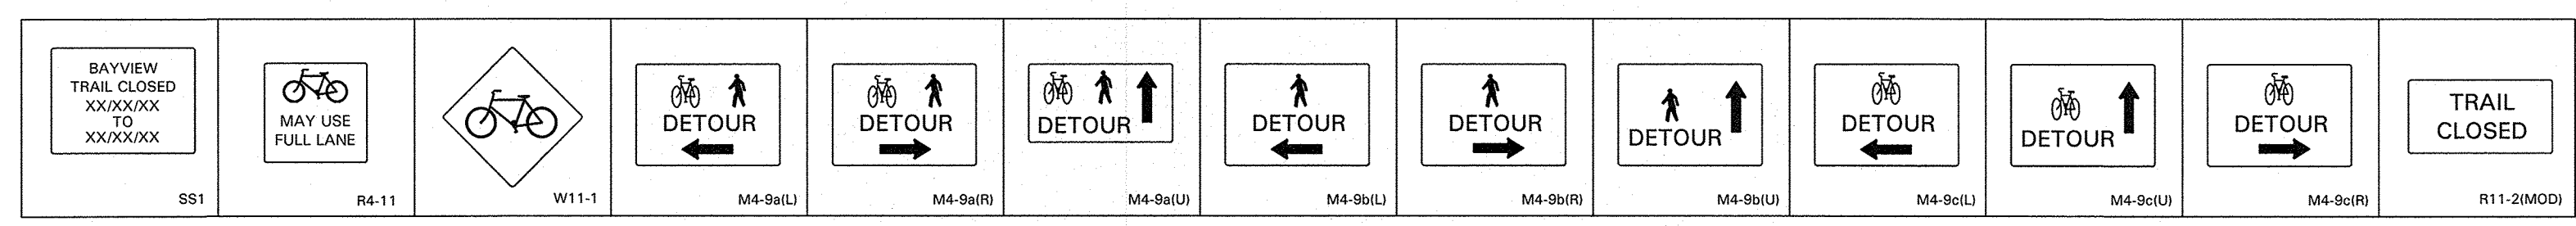 BAYVIEW
TRAIL CLOSED
XX/XX/XX
TO
XX/XX/XX
SS1
MAY USE
FULL LANE
R4-11
W11-1
DETOUR
M4-9a(L)
DETOUR
M4-9a(R)
DETOUR
M4-9a(U)
DETOUR
M4-9b(L)
DETOUR
M4-9b(R)
DETOUR
M4-9b(U)
DETOUR
M4-9c(L)
DETOUR
M4-9c(U)
DETOUR
M4-9c(R)
TRAIL
CLOSED
R11-2(MOD)